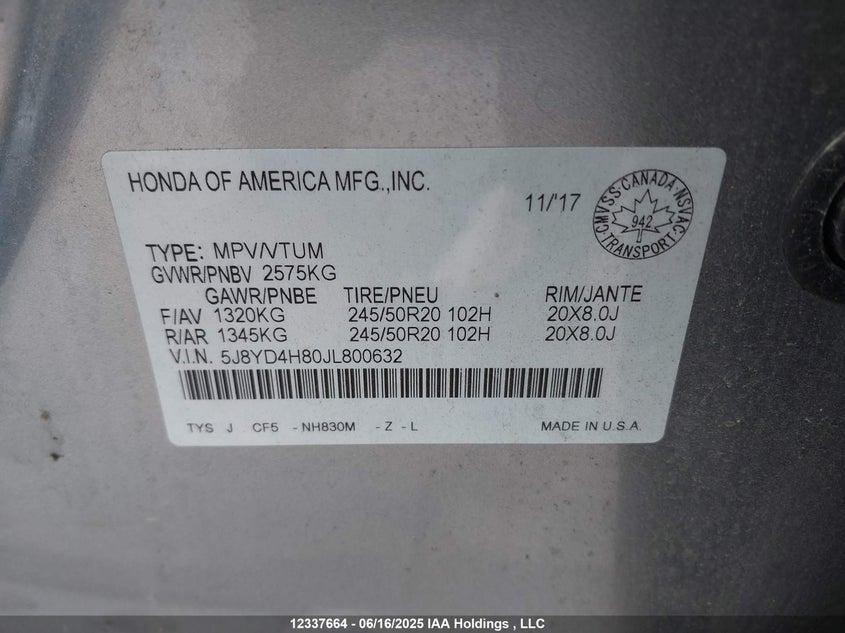 HONDA OF AMERICA MFG.,INC.
11/'17
CMVSS·CANADA·NSVAC
942
·TRANSPORT·
TYPE: MPV/VTUM
GVWR/PNBV 2575KG
GAWR/PNBE TIRE/PNEU RIM/JANTE
F/AV 1320KG 245/50R20 102H 20X8.0J
R/AR 1345KG 245/50R20 102H 20X8.0J
V.I.N. 5J8YD4H80JL800632
TYS J CF5 -NH830M -Z -L MADE IN U.S.A.
12337664 - 06/16/2025 IAA Holdings , LLC